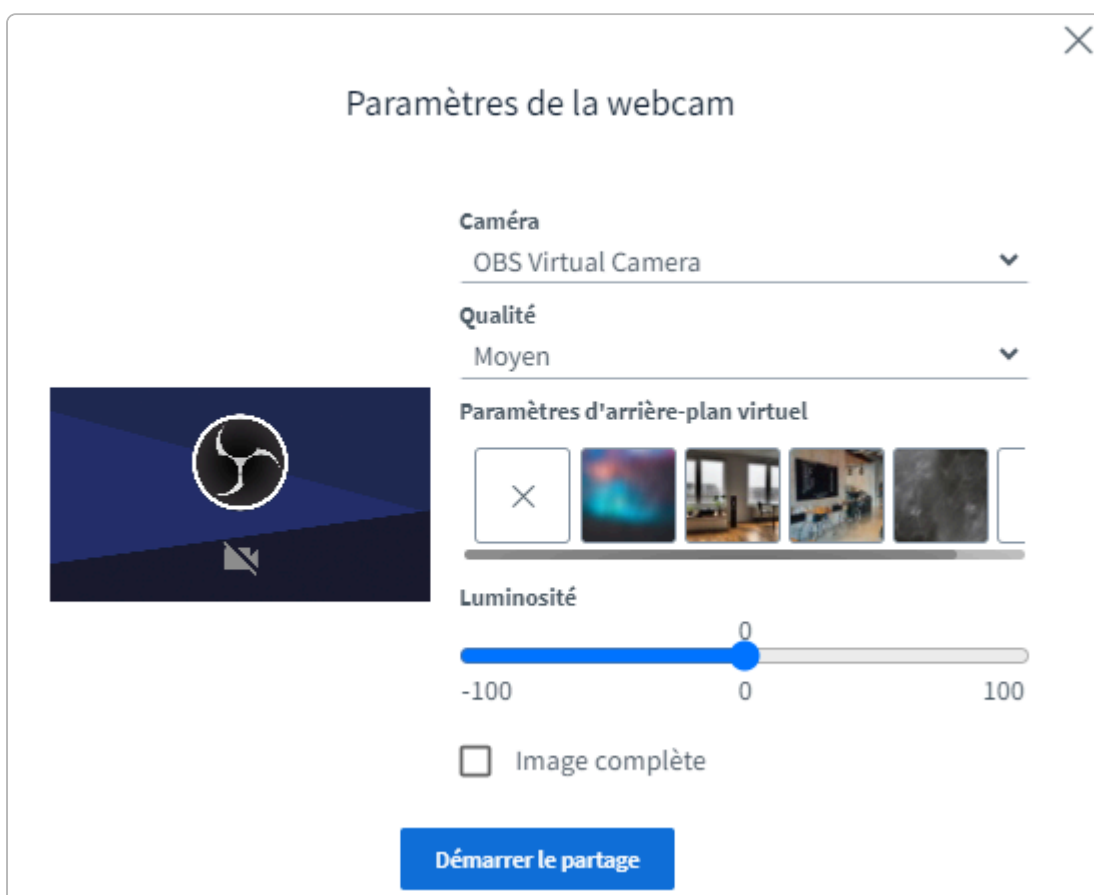 Paramètres de la webcam
Caméra
OBS Virtual Camera
Qualité
Moyen
Paramètres d'arrière-plan virtuel
Luminosité
0
-100 0 100
Image complète
Démarrer le partage